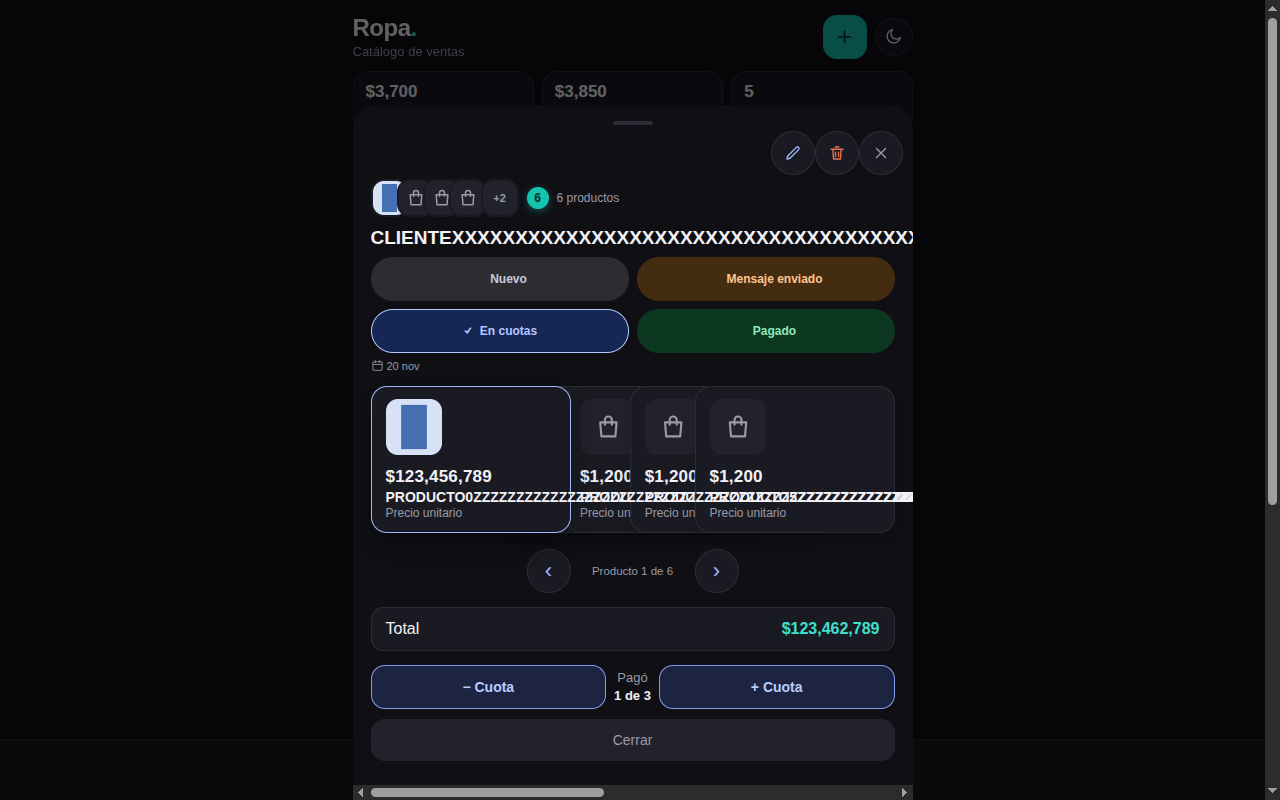 Ropa.
Catálogo de ventas
+
$3,700
$3,850
5
+2
6
6 productos
Nuevo
Mensaje enviado
✓ En cuotas
Pagado
20 nov
$123,456,789
$1,200
$1,200
$1,200
Precio unitario
Precio un
Precio un
Precio unitario
‹
Producto 1 de 6
›
Total
$123,462,789
− Cuota
Pagó
1 de 3
+ Cuota
Cerrar